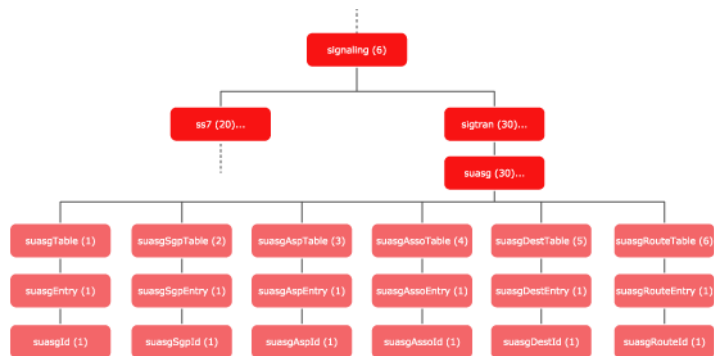 signaling (6)
ss7 (20)...
sigtran (30)...
suasg (30)...
suasgTable (1)
suasgSgpTable (2)
suasgAspTable (3)
suasgAssoTable (4)
suasgDestTable (5)
suasgRouteTable (6)
suasgEntry (1)
suasgSgpEntry (1)
suasgAspEntry (1)
suasgAssoEntry (1)
suasgDestEntry (1)
suasgRouteEntry (1)
suasgId (1)
suasgSgpId (1)
suasgAspId (1)
suasgAssoId (1)
suasgDestId (1)
suasgRouteId (1)